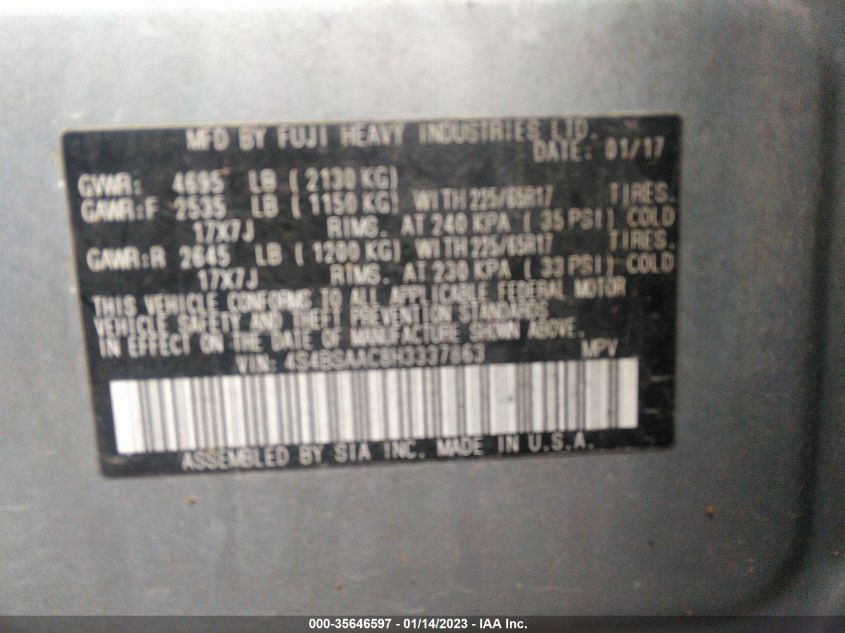 MFD BY FUJI HEAVY INDUSTRIES LTD.
DATE: 01/17
GVWR: 4695 LB ( 2130 KG)
GAWR:F 2535 LB ( 1150 KG) WITH 225/65R17 TIRES.
17X7J RIMS. AT 240 KPA ( 35 PSI) COLD
GAWR:R 2645 LB ( 1200 KG) WITH 225/65R17 TIRES.
17X7J RIMS. AT 230 KPA ( 33 PSI) COLD
THIS VEHICLE CONFORMS TO ALL APPLICABLE FEDERAL MOTOR
VEHICLE SAFETY AND THEFT PREVENTION STANDARDS
IN EFFECT ON THE DATE OF MANUFACTURE SHOWN ABOVE.
VIN: 4S4BSAAC8H3337863 MPV
ASSEMBLED BY SIA INC. MADE IN U.S.A.
000-35646597 - 01/14/2023 - IAA Inc.